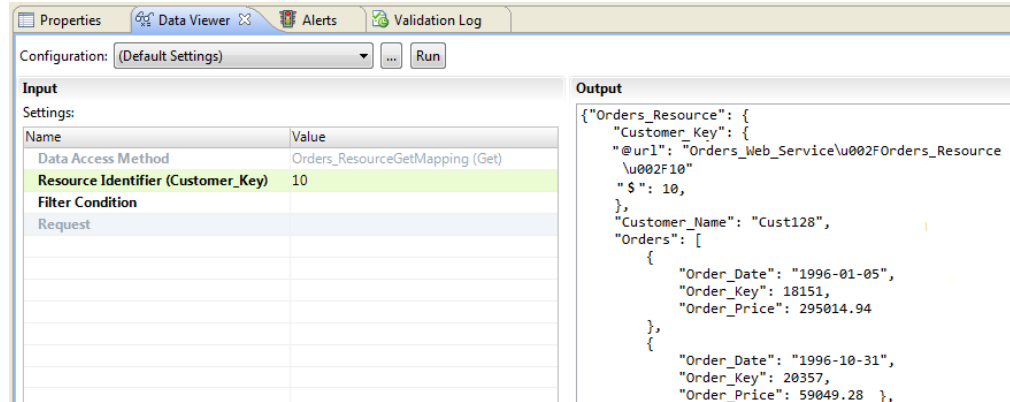 Properties Data Viewer Alerts Validation Log
Configuration: (Default Settings) ... Run
Input
Settings:
Name Value
Data Access Method Orders_ResourceGetMapping (Get)
Resource Identifier (Customer_Key) 10
Filter Condition
Request
Output
{"Orders_Resource": {
"Customer_Key": {
"@url": "Orders_Web_Service\u002FOrders_Resource
\u002F10"
"$": 10,
},
"Customer_Name": "Cust128",
"Orders": [
{
"Order_Date": "1996-01-05",
"Order_Key": 18151,
"Order_Price": 295014.94
},
{
"Order_Date": "1996-10-31",
"Order_Key": 20357,
"Order_Price": 59049.28 },